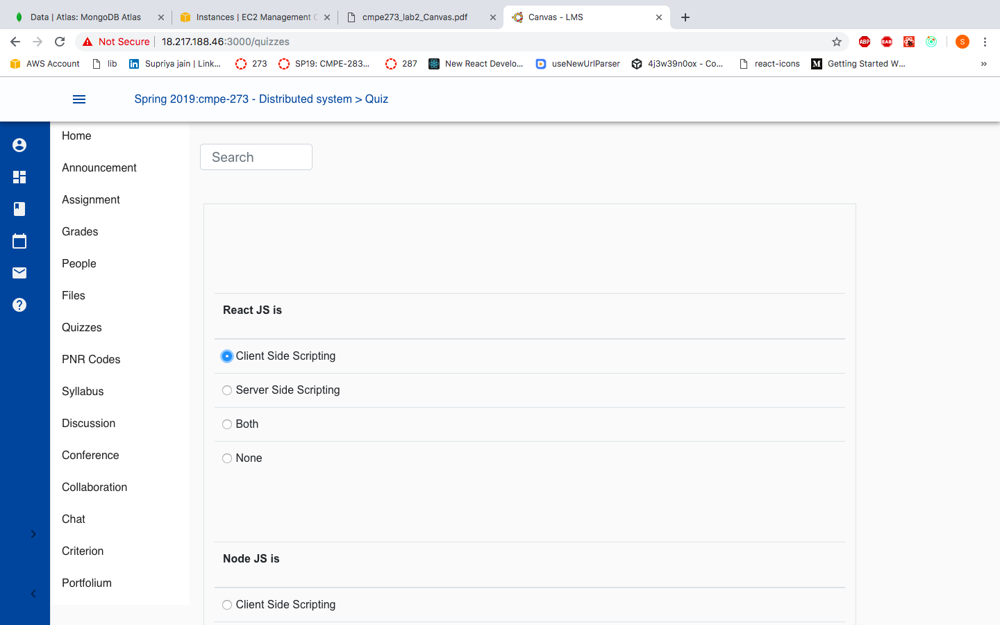 Data | Atlas: MongoDB Atlas
Instances | EC2 Management C
cmpe273_lab2_Canvas.pdf
Canvas - LMS
Not Secure
18.217.188.46:3000/quizzes
ABP
EAB
S
AWS Account
lib
in
Supriya jain | Link...
273
SP19: CMPE-283...
287
New React Develo...
useNewUrlParser
4j3w39n0ox - Co...
react-icons
M
Getting Started W...
»
Spring 2019:cmpe-273 - Distributed system > Quiz
Home
Announcement
Assignment
Grades
People
Files
Quizzes
PNR Codes
Syllabus
Discussion
Conference
Collaboration
Chat
Criterion
Portfolium
Search
React JS is
Client Side Scripting
Server Side Scripting
Both
None
Node JS is
Client Side Scripting